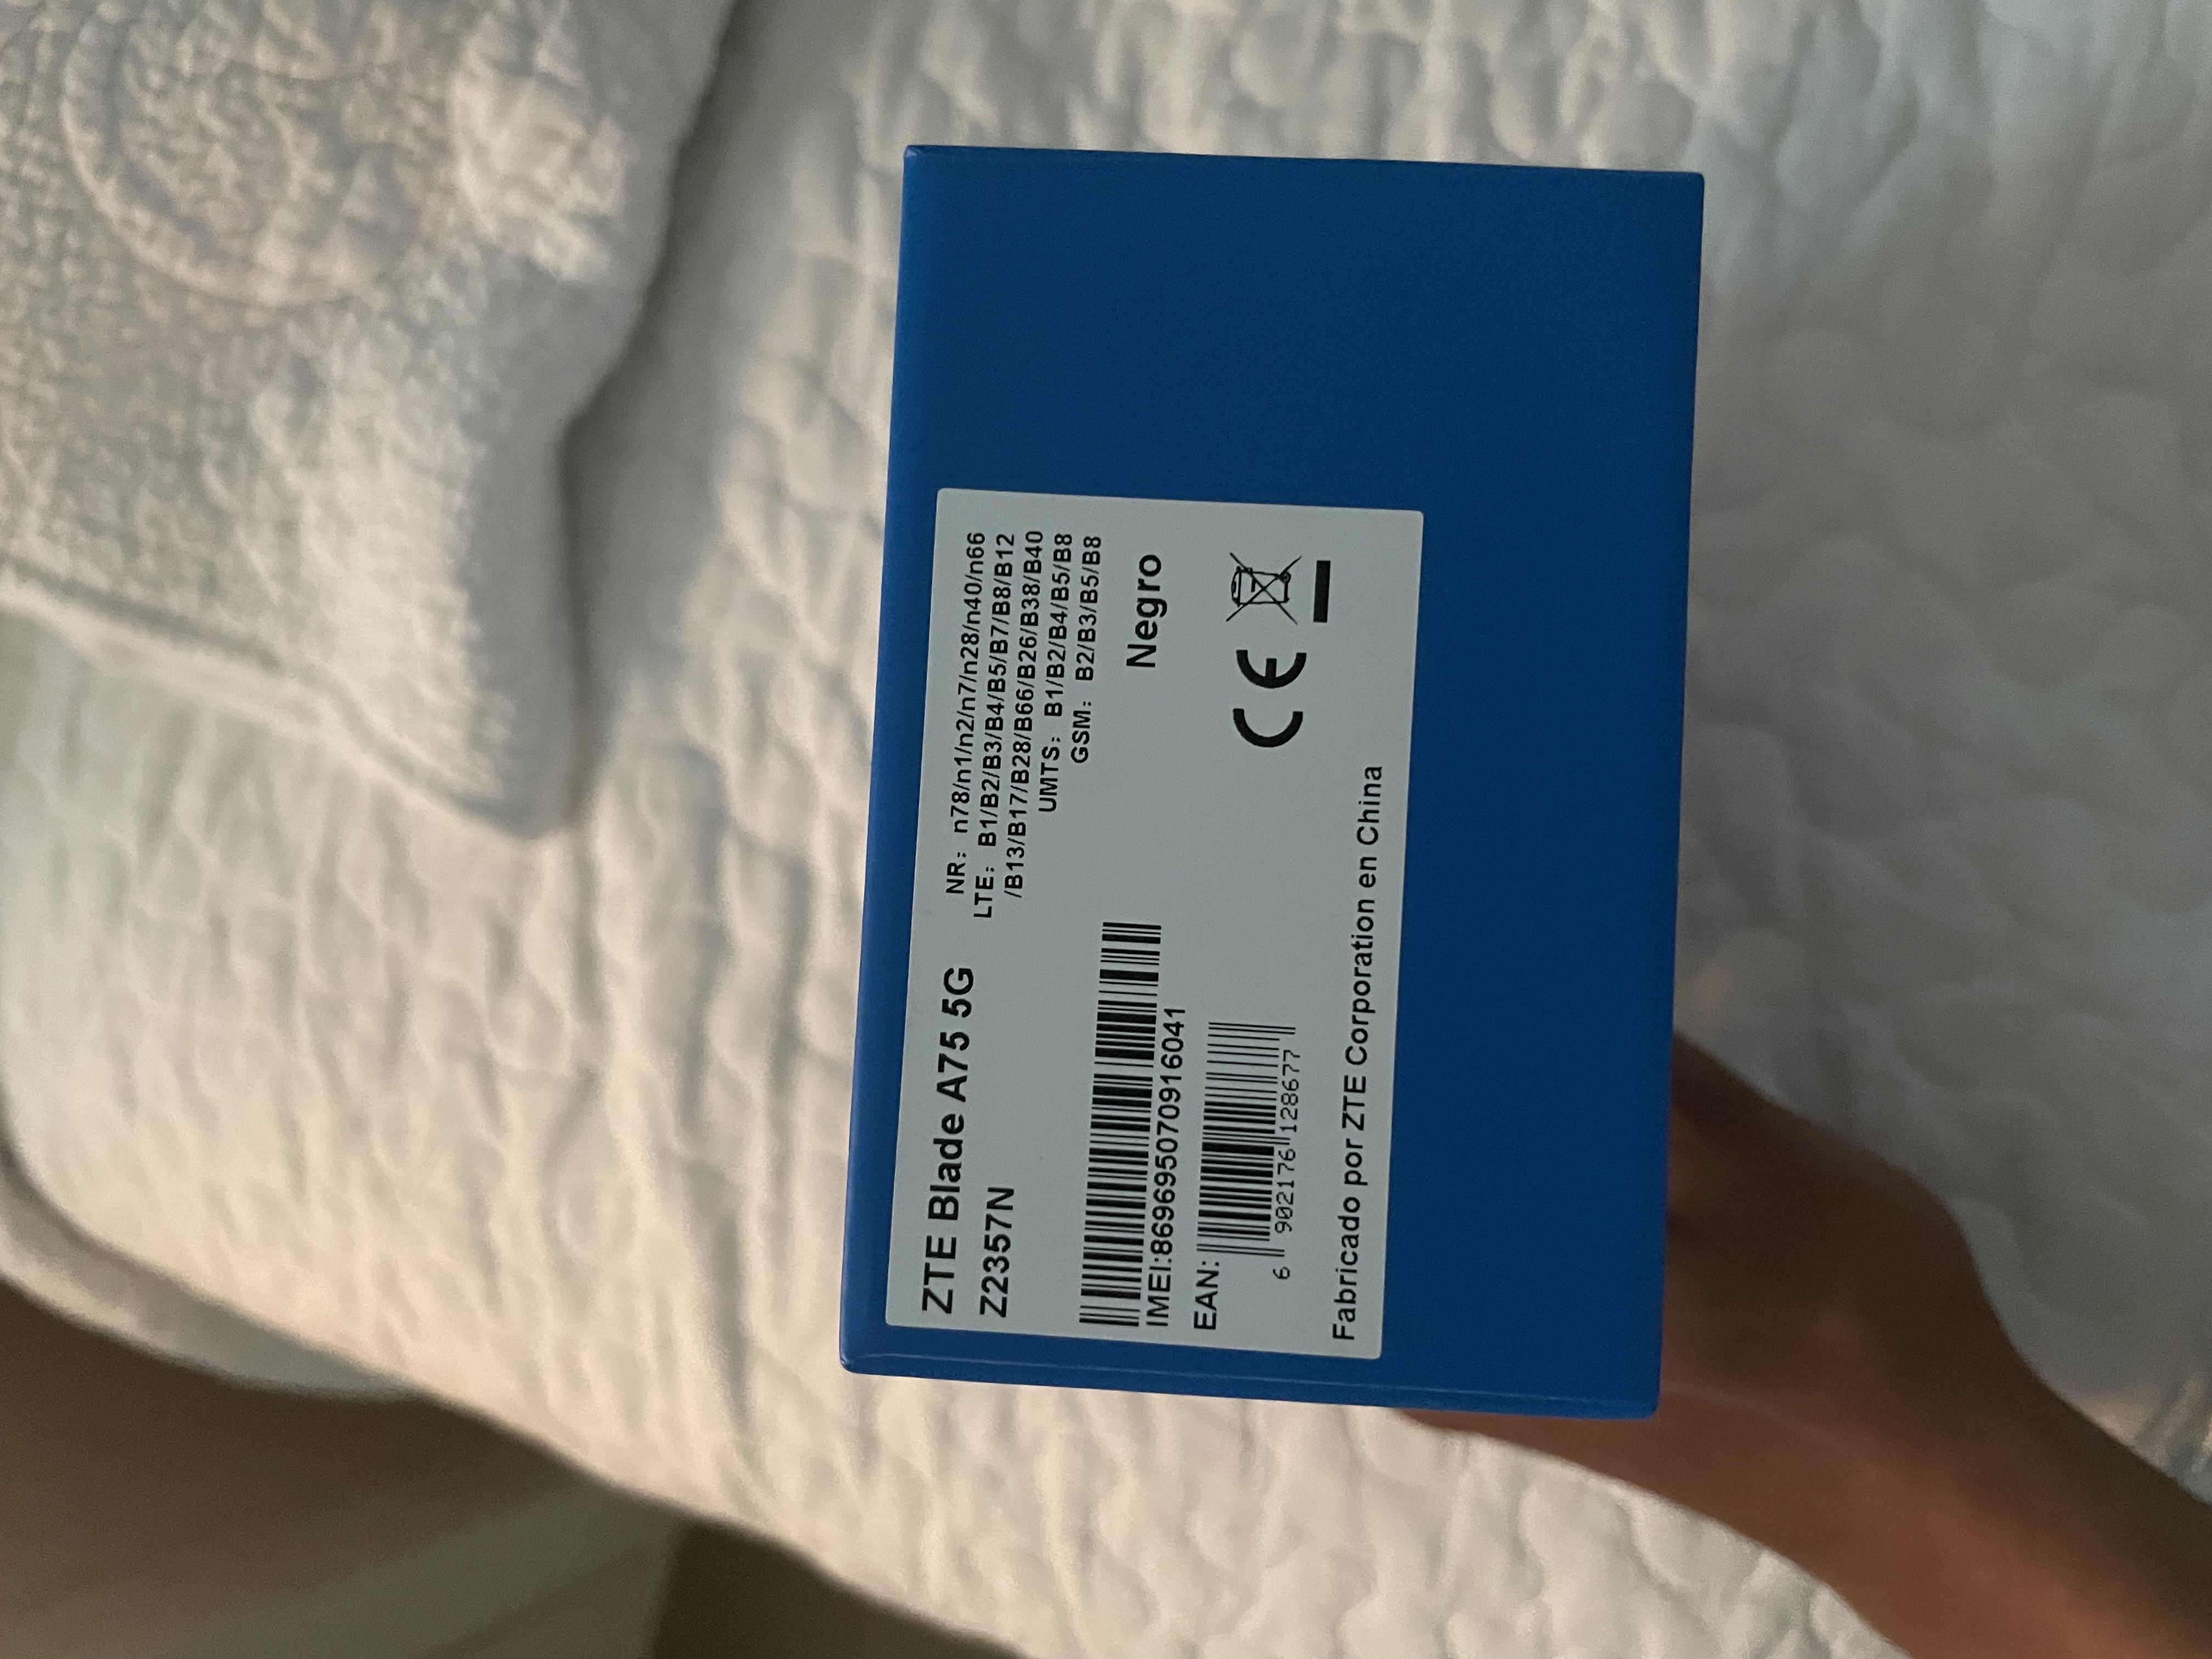 ZTE Blade A75 5G
Z2357N
NR: n78/n1/n2/n7/n28/n40/n66
LTE: B1/B2/B3/B4/B5/B7/B8/B12
/B13/B17/B28/B66/B26/B38/B40
UMTS: B1/B2/B4/B5/B8
GSM: B2/B3/B5/B8
Negro
IMEI:869695070916041
EAN:
6 902176 128677
CE
Fabricado por ZTE Corporation en China